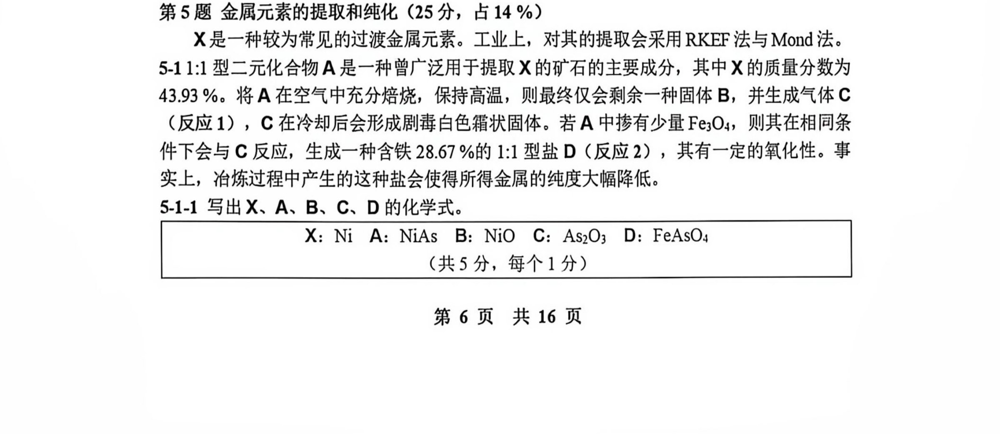 第 5 题 金属元素的提取和纯化（25 分，占 14 %）
X 是一种较为常见的过渡金属元素。工业上，对其的提取会采用 RKEF 法与 Mond 法。
5-1 1:1 型二元化合物 A 是一种曾广泛用于提取 X 的矿石的主要成分，其中 X 的质量分数为
43.93 %。将 A 在空气中充分焙烧，保持高温，则最终仅会剩余一种固体 B，并生成气体 C
（反应 1），C 在冷却后会形成剧毒白色霜状固体。若 A 中掺有少量 Fe₃O₄，则其在相同条
件下会与 C 反应，生成一种含铁 28.67 %的 1:1 型盐 D（反应 2），其有一定的氧化性。事
实上，冶炼过程中产生的这种盐会使得所得金属的纯度大幅降低。
5-1-1 写出 X、A、B、C、D 的化学式。
X：Ni A：NiAs B：NiO C：As₂O₃ D：FeAsO₄
（共 5 分，每个 1 分）
第 6 页 共 16 页